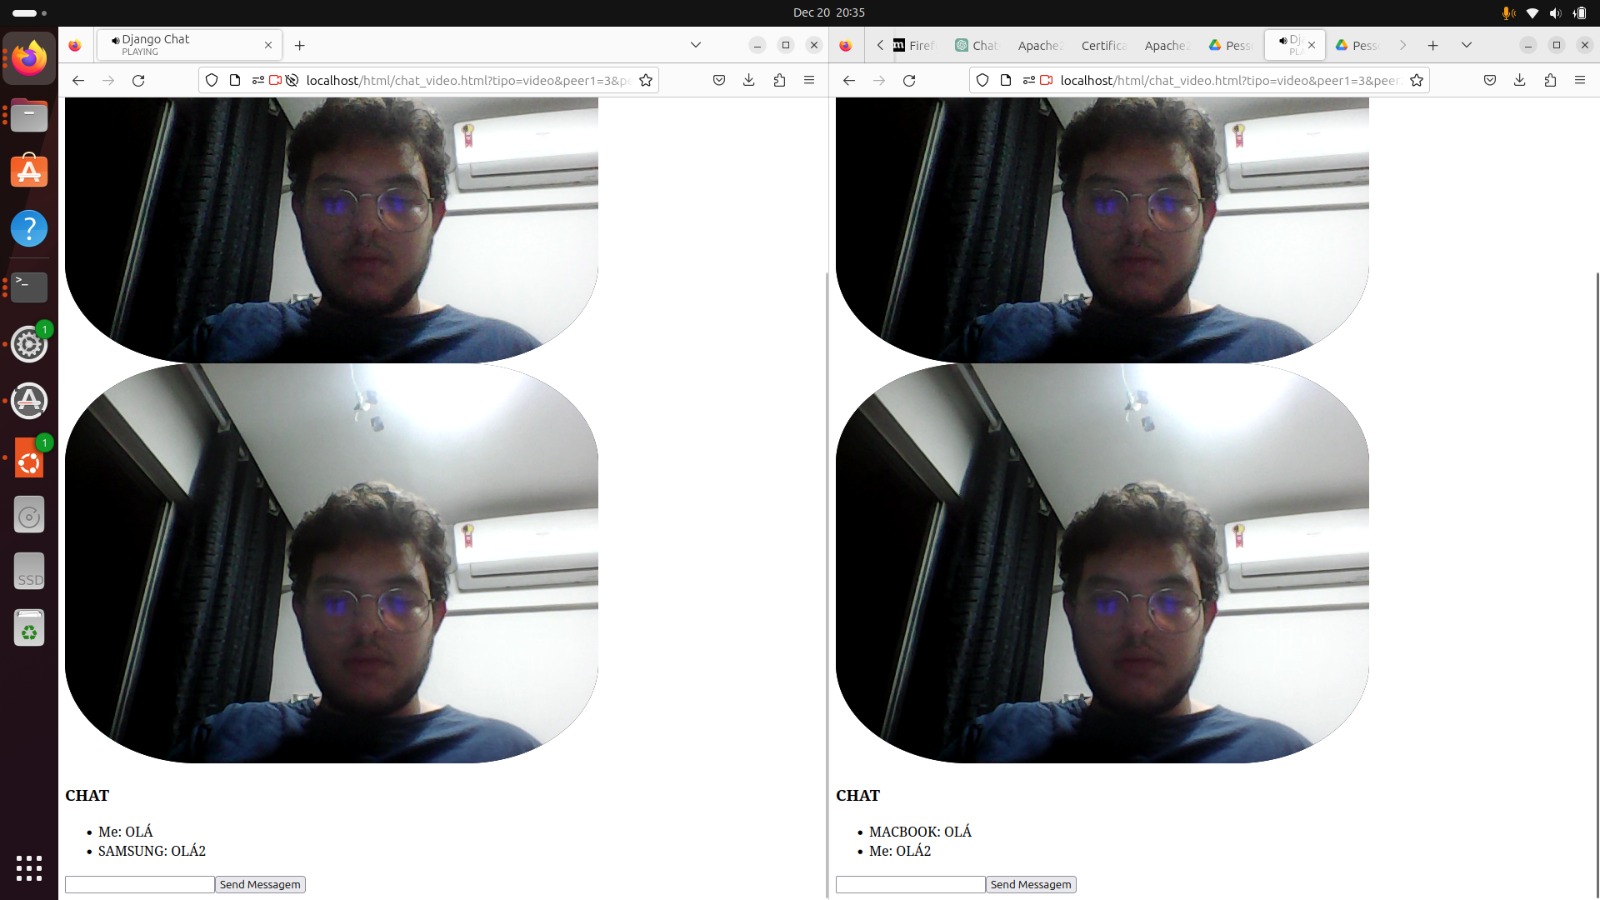 Dec 20 20:35
Django Chat
PLAYING
localhost/html/chat_video.html?tipo=video&peer1=3&p
CHAT
Me: OLÁ
SAMSUNG: OLÁ2
Send Messagem
Firef
Chat
Apache
Certifica
Apache
Pess
Dj
PL
Pess
localhost/html/chat_video.html?tipo=video&peer1=3&peer
CHAT
MACBOOK: OLÁ
Me: OLÁ2
Send Messagem
1
1
SSD